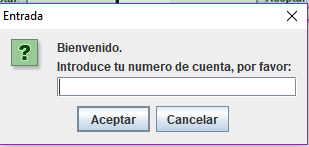 Entrada
Bienvenido.
Introduce tu numero de cuenta, por favor:
Aceptar
Cancelar